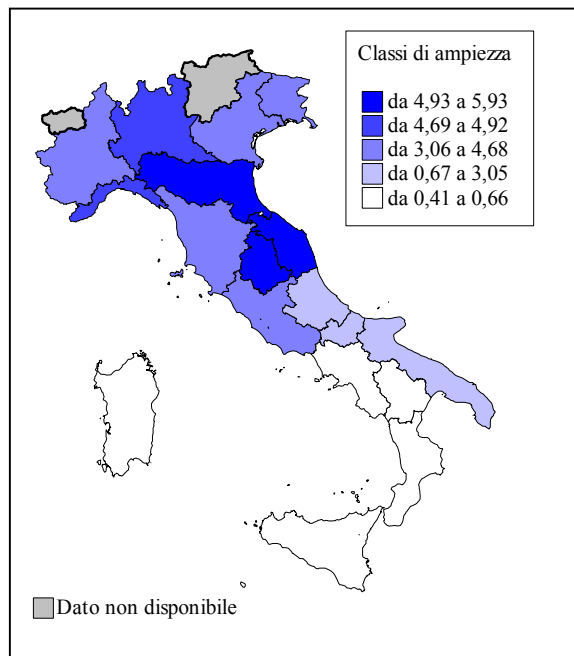 Classi di ampiezza
da 4,93 a 5,93
da 4,69 a 4,92
da 3,06 a 4,68
da 0,67 a 3,05
da 0,41 a 0,66
Dato non disponibile